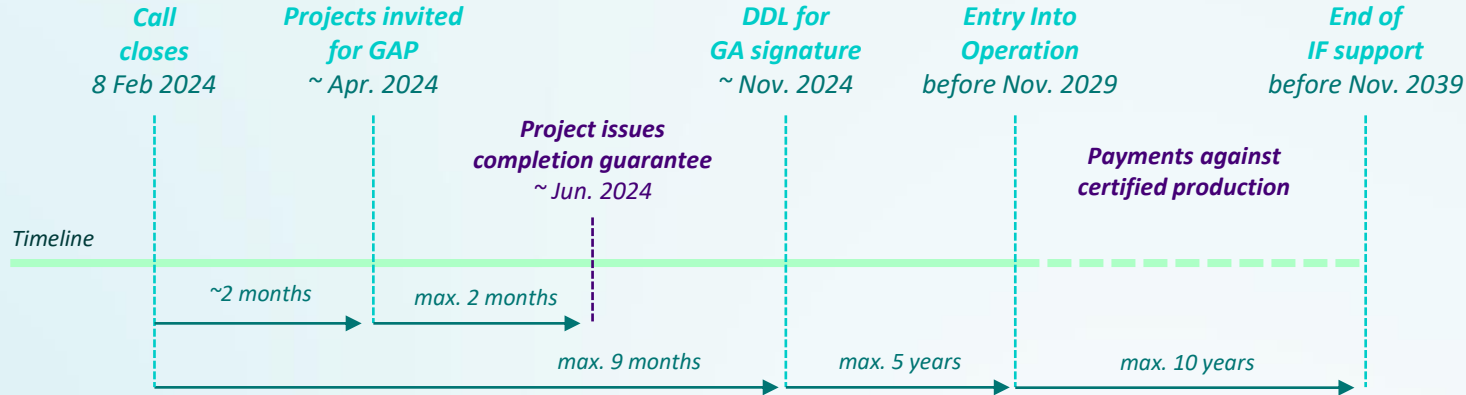 Call
closes
8 Feb 2024
Projects invited
for GAP
~ Apr. 2024
DDL for
GA signature
~ Nov. 2024
Entry Into
Operation
before Nov. 2029
End of
IF support
before Nov. 2039
Project issues
completion guarantee
~ Jun. 2024
Payments against
certified production
Timeline
~2 months
max. 2 months
max. 9 months
max. 5 years
max. 10 years